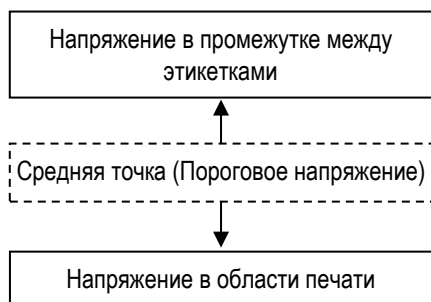 Напряжение в промежутке между
этикетками
Средняя точка (Пороговое напряжение)
Напряжение в области печати